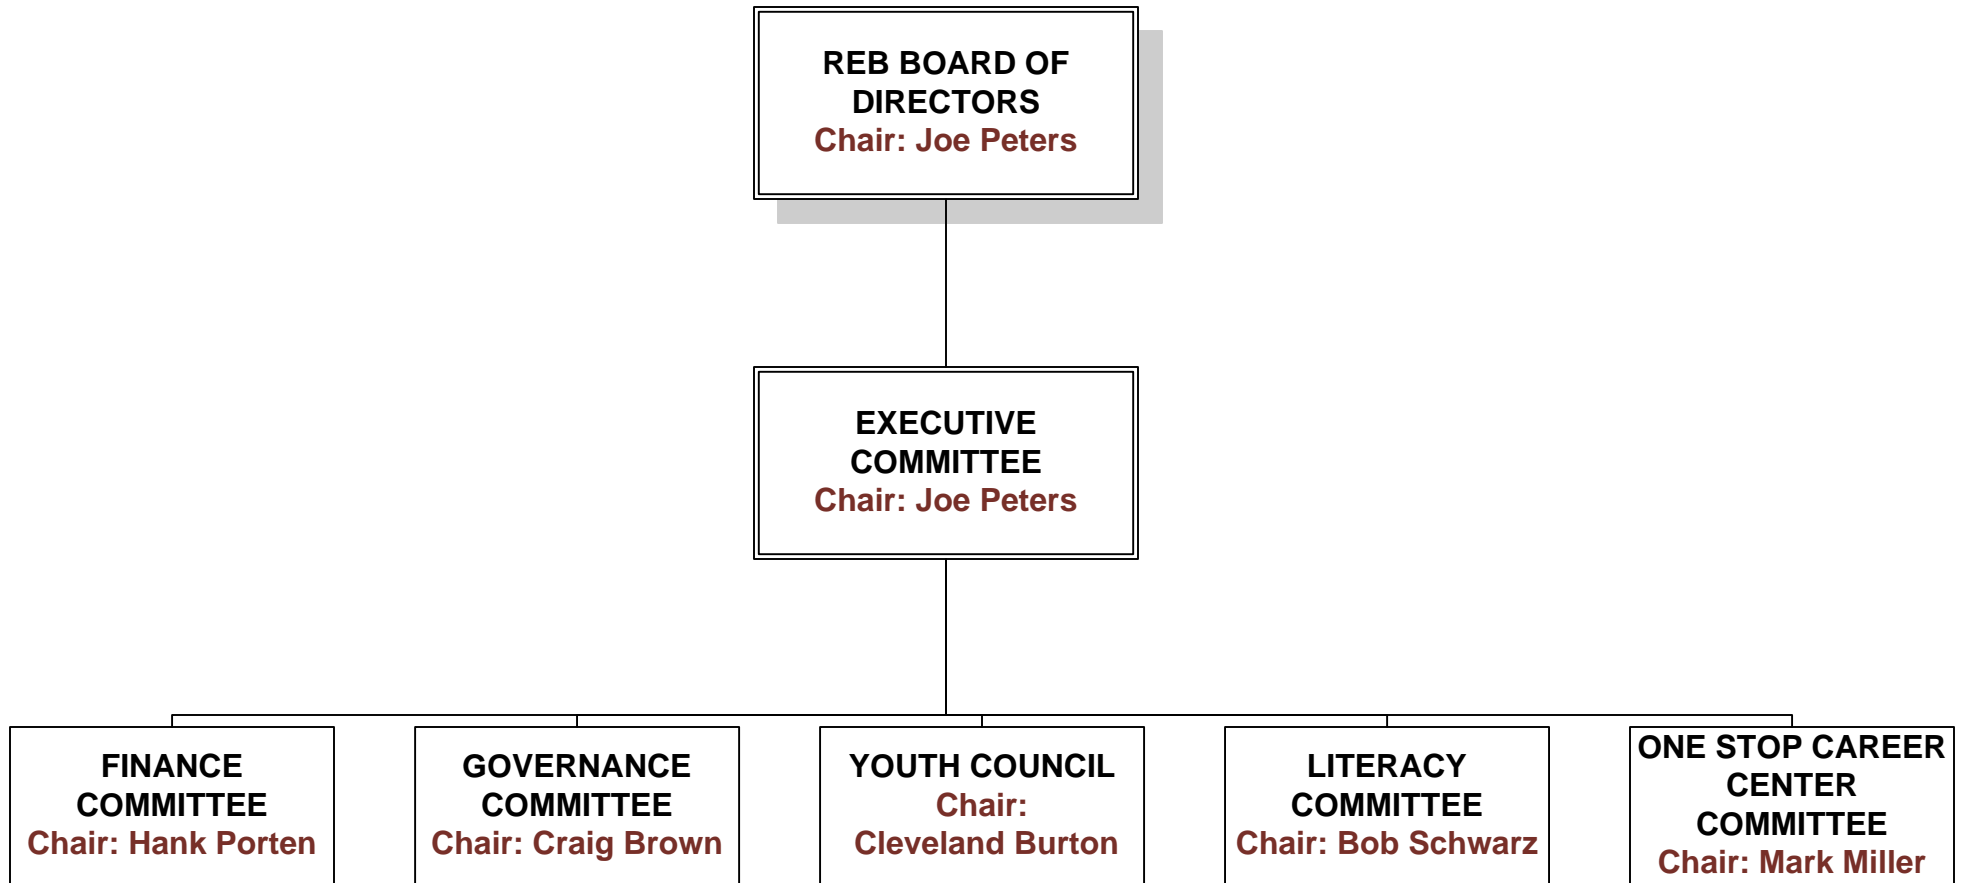 REB BOARD OF
DIRECTORS
Chair: Joe Peters
EXECUTIVE
COMMITTEE
Chair: Joe Peters
FINANCE
COMMITTEE
Chair: Hank Porten
GOVERNANCE
COMMITTEE
Chair: Craig Brown
YOUTH COUNCIL
Chair:
Cleveland Burton
LITERACY
COMMITTEE
Chair: Bob Schwarz
ONE STOP CAREER
CENTER
COMMITTEE
Chair: Mark Miller